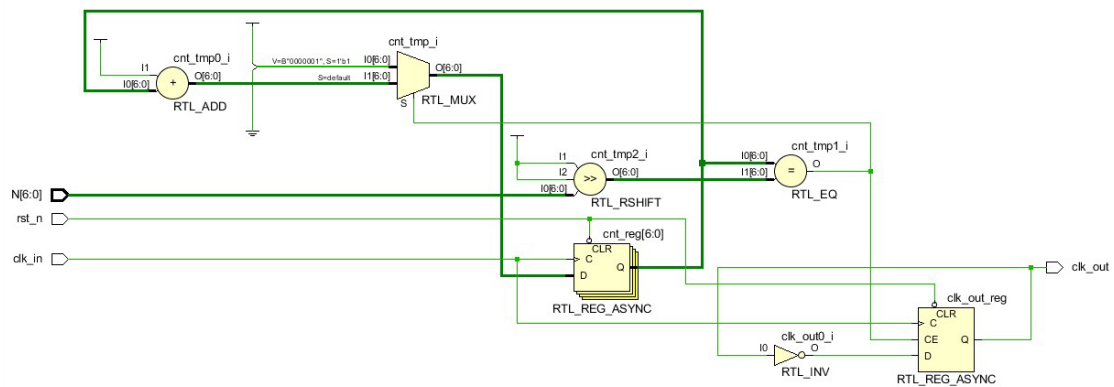 cnt_tmp0_i
I1
I0[6:0]
+
O[6:0]
RTL_ADD
cnt_tmp_i
V=B"0000001", S=1'b1
I0[6:0]
S=default
I1[6:0]
O[6:0]
S
RTL_MUX
cnt_tmp2_i
I1
I2
I0[6:0]
>>
O[6:0]
RTL_RSHIFT
cnt_tmp1_i
I0[6:0]
I1[6:0]
=
O
RTL_EQ
N[6:0]
rst_n
clk_in
cnt_reg[6:0]
CLR
C
D
Q
RTL_REG_ASYNC
clk_out0_i
I0
O
RTL_INV
clk_out_reg
CLR
C
CE
D
Q
RTL_REG_ASYNC
clk_out